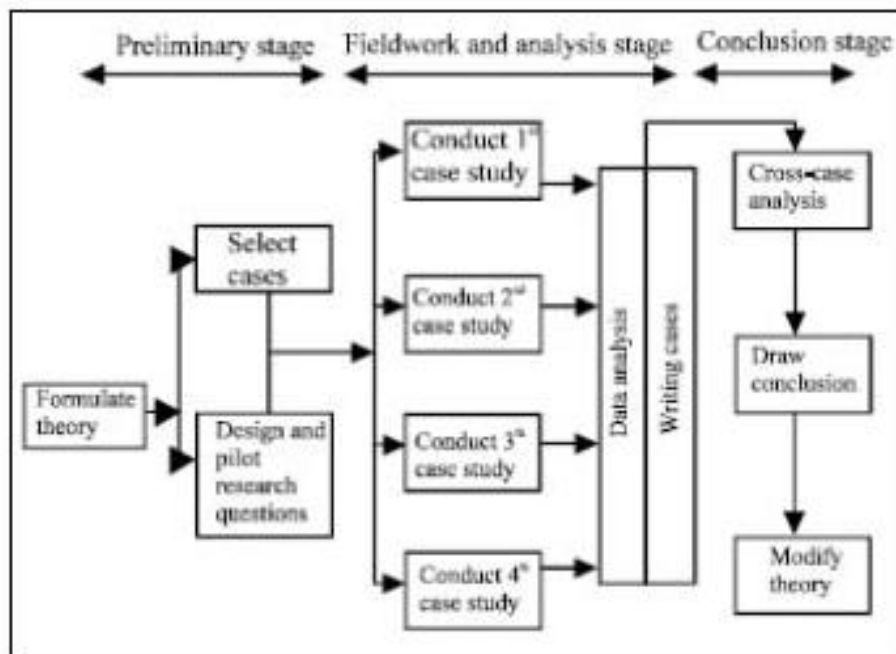 Preliminary stage
Fieldwork and analysis stage
Conclusion stage
Formulate
theory
Select
cases
Design and
pilot
research
questions
Conduct 1st
case study
Conduct 2nd
case study
Conduct 3th
case study
Conduct 4th
case study
Data analysis
Writing cases
Cross-case
analysis
Draw
conclusion
Modify
theory